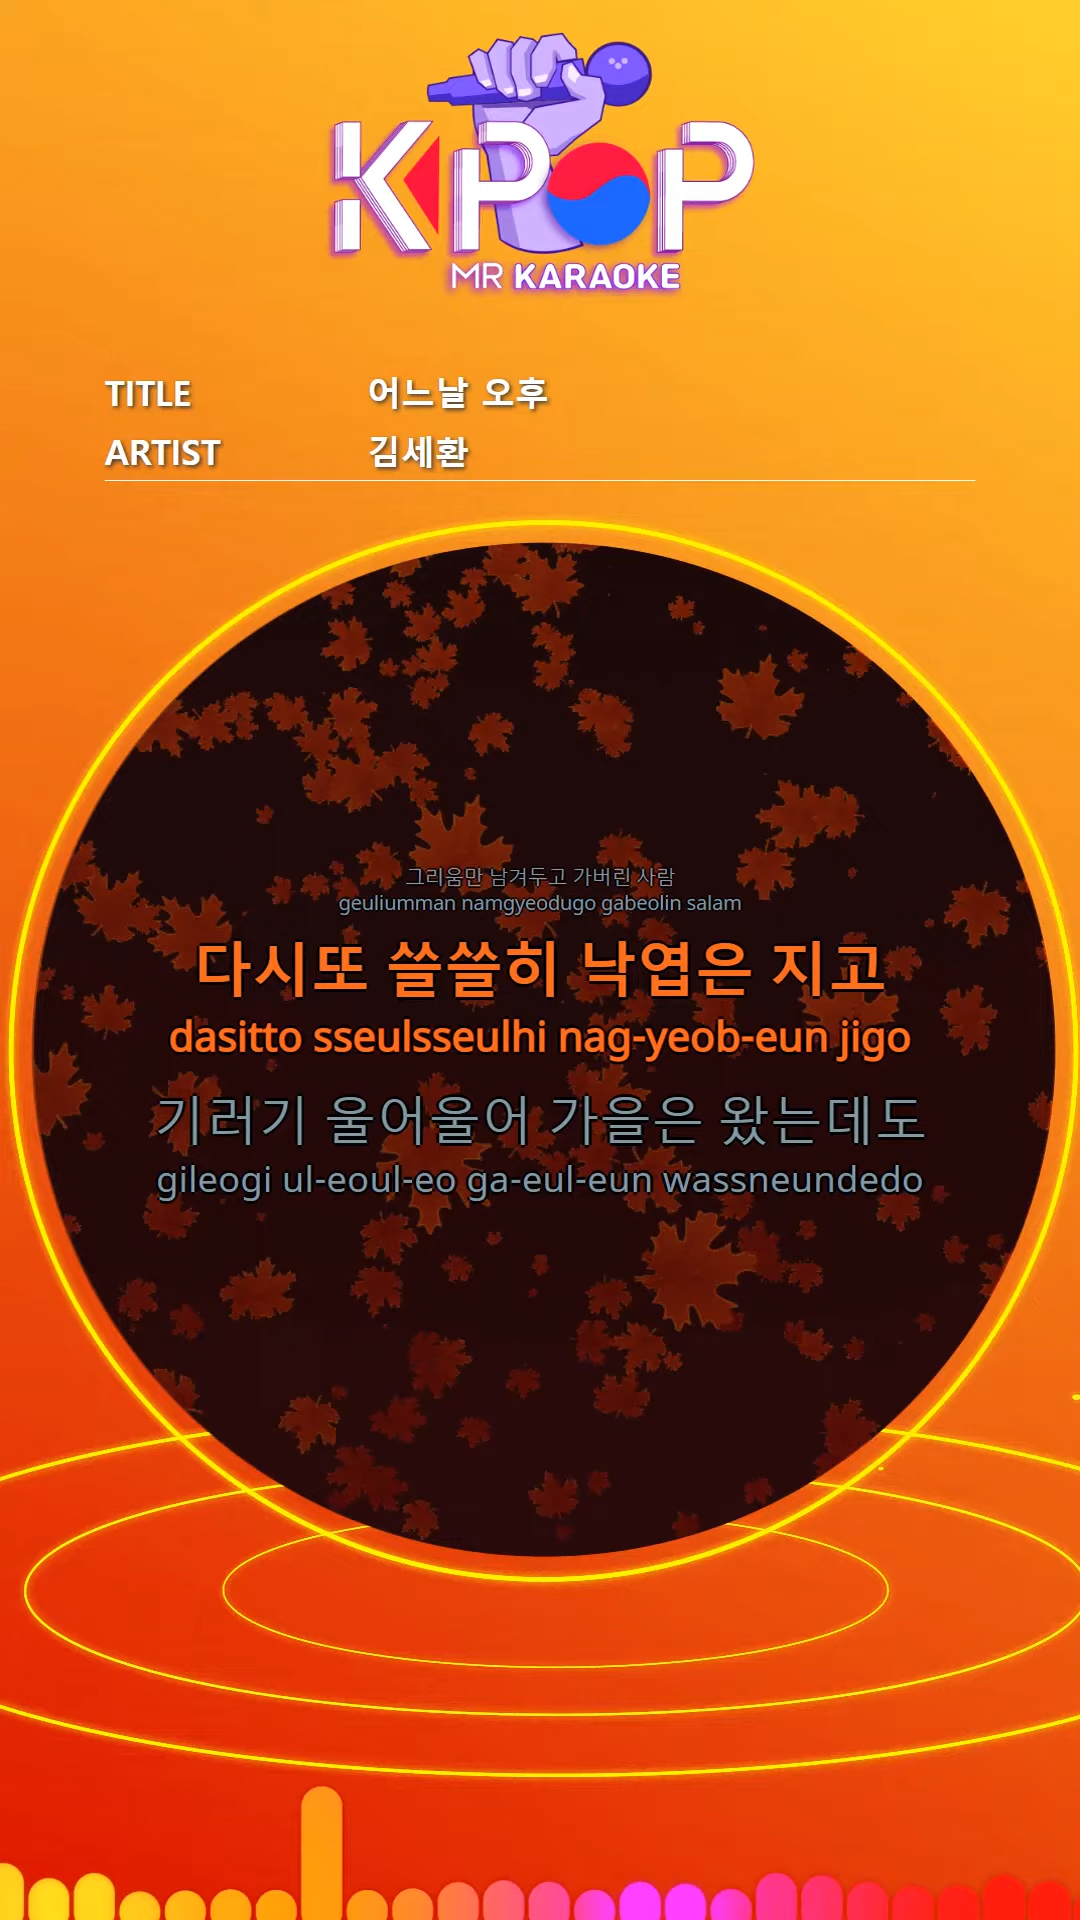 KPOP
MR KARAOKE
TITLE 어느날 오후
ARTIST 김세환
그리움만 남겨두고 가버린 사람
geuliumman namgyeodugo gabeolin salam
다시또 쓸쓸히 낙엽은 지고
dasitto sseulsseulhi nag-yeob-eun jigo
기러기 울어울어 가을은 왔는데도
gileogi ul-eoul-eo ga-eul-eun wassneundedo